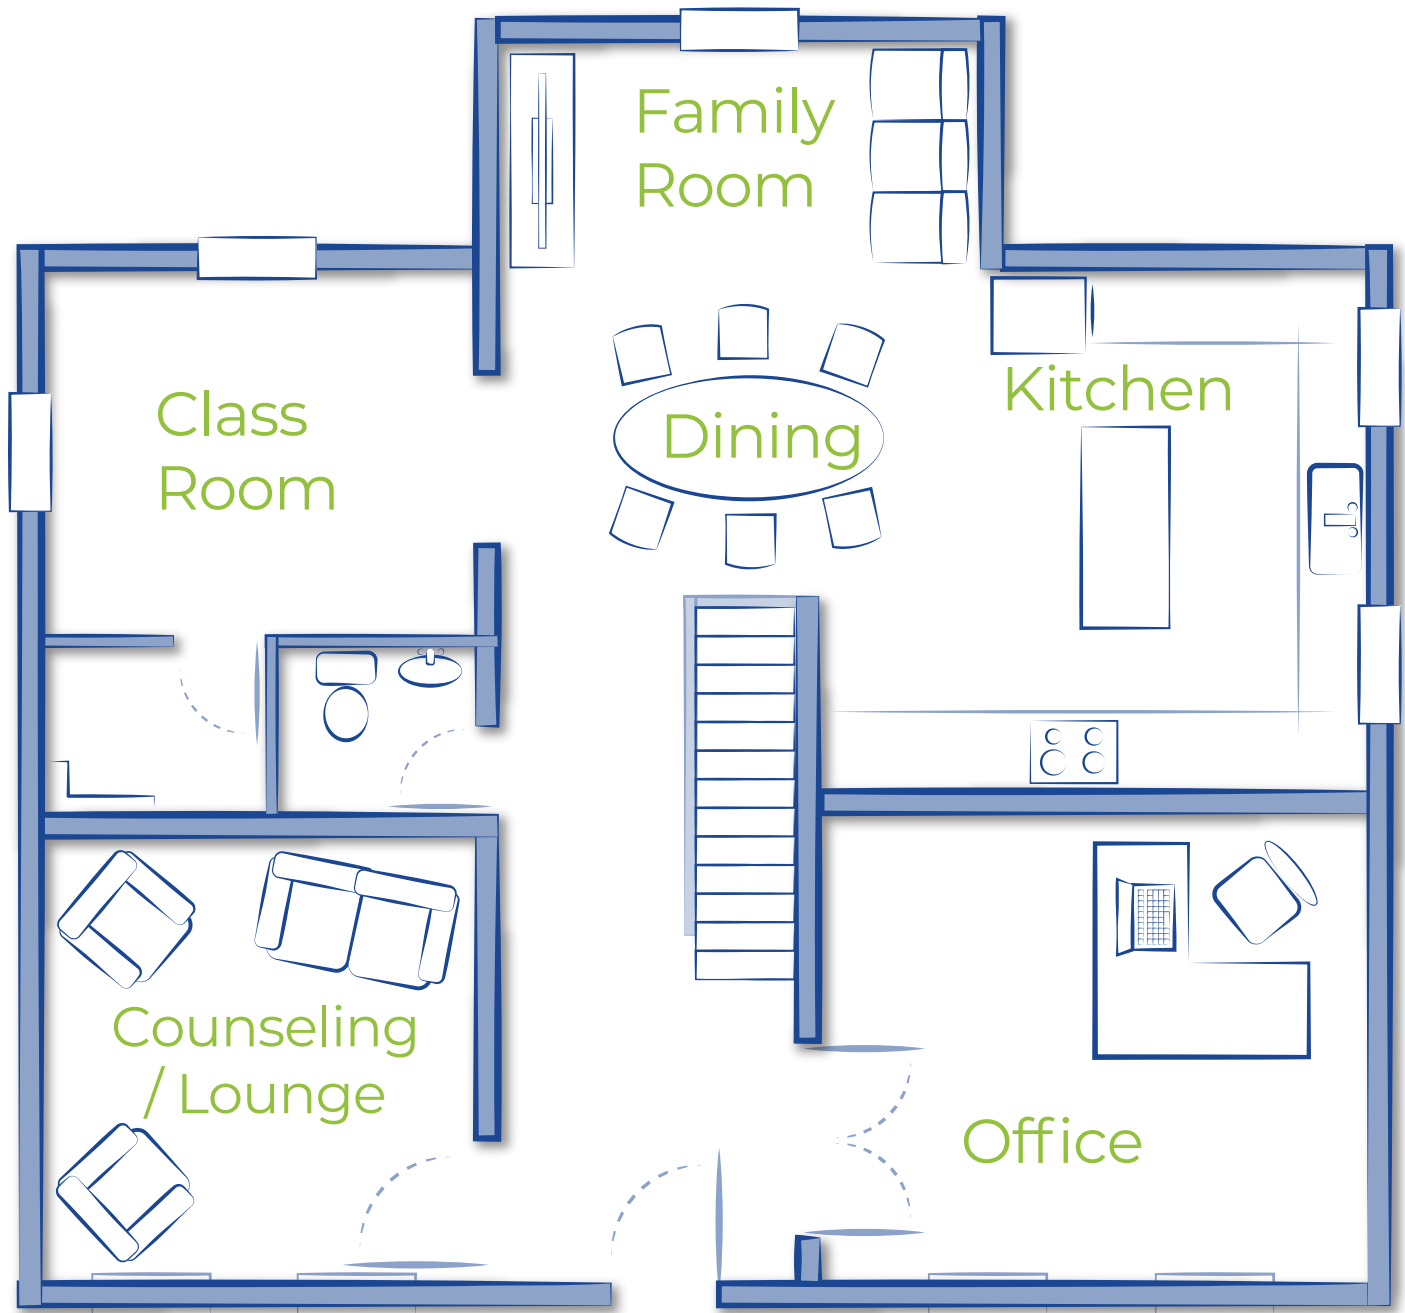 Family
Room
Class
Room
Dining
Kitchen
Counseling
/ Lounge
Office